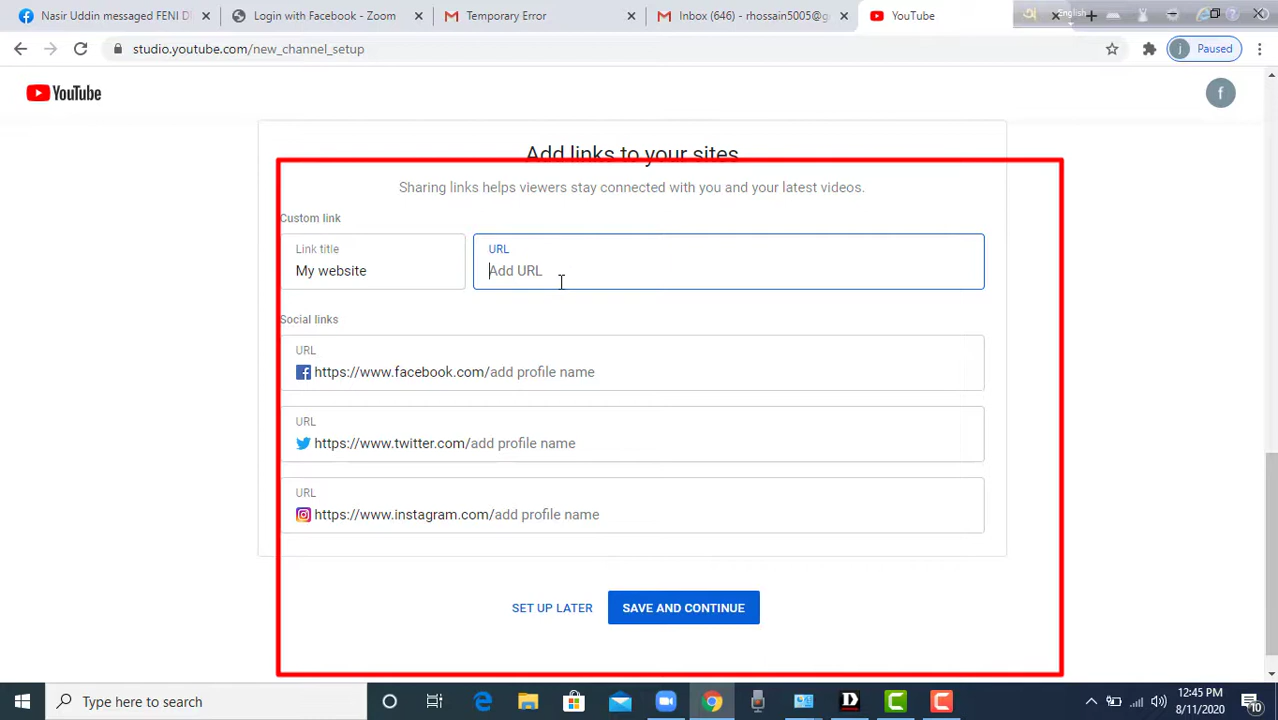 Nasir Uddin messaged FENI D
Login with Facebook - Zoom
Temporary Error
Inbox (646) - rhossain5005@g
YouTube
English
studio.youtube.com/new_channel_setup
j Paused
YouTube
f
Add links to your sites
Sharing links helps viewers stay connected with you and your latest videos.
Custom link
Link title
My website
URL
Add URL
Social links
URL
https://www.facebook.com/add profile name
URL
https://www.twitter.com/add profile name
URL
https://www.instagram.com/add profile name
SET UP LATER
SAVE AND CONTINUE
Type here to search
12:45 PM
8/11/2020
10